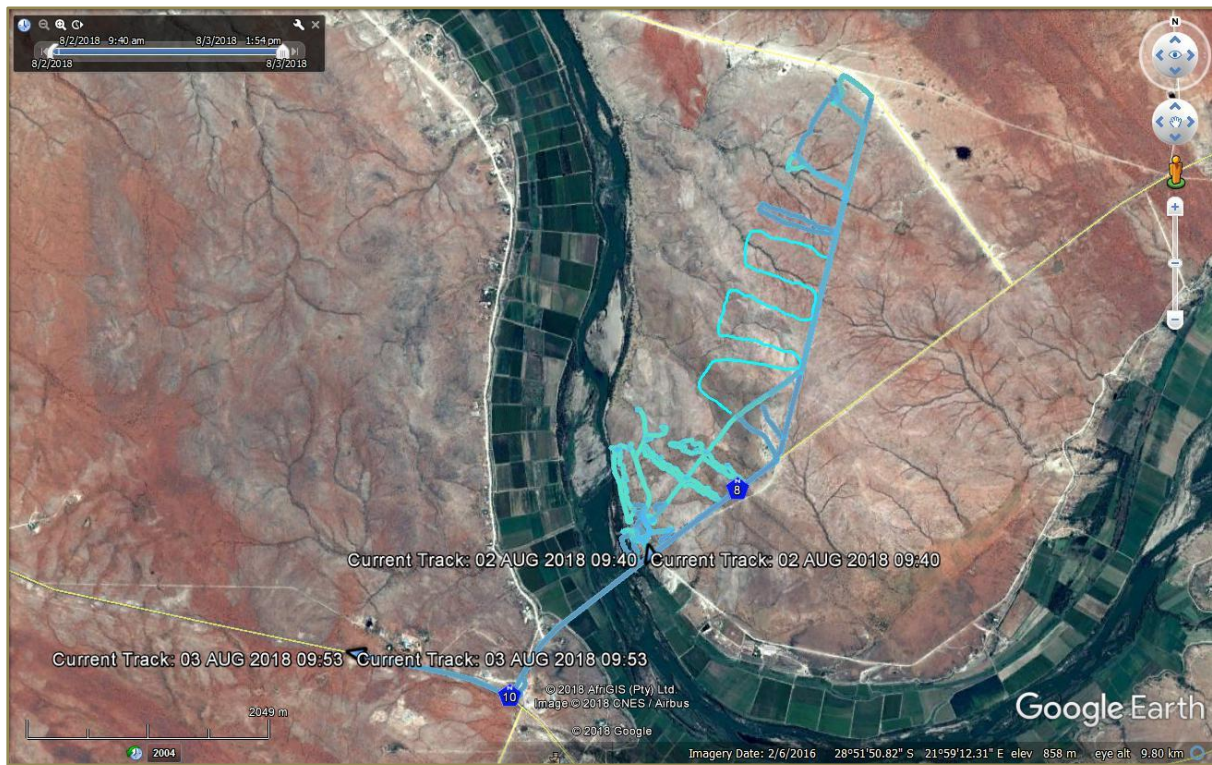 8/2/2018 9:40 am 8/3/2018 1:54 pm
8/2/2018 8/3/2018
N
N
8
Current Track: 02 AUG 2018 09:40 Current Track: 02 AUG 2018 09:40
Current Track: 03 AUG 2018 09:53 Current Track: 03 AUG 2018 09:53
N
10
© 2018 AfriGIS (Pty) Ltd.
Image © 2018 CNES / Airbus
© 2018 Google
2049 m
Google Earth
2004
Imagery Date: 2/6/2016 28°51'50.82" S 21°59'12.31" E elev 858 m eye alt 9.80 km